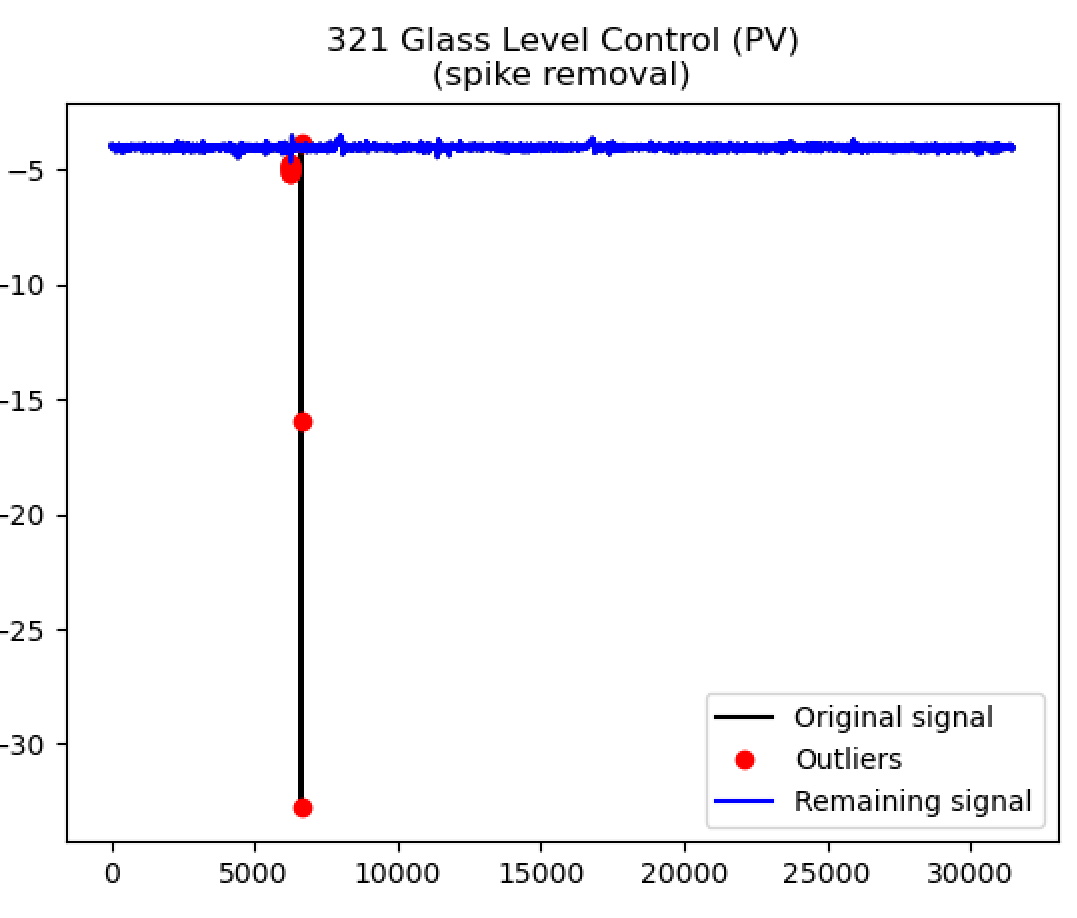 321 Glass Level Control (PV)
(spike removal)
−5
−10
−15
−20
−25
−30
Original signal
Outliers
Remaining signal
0 5000 10000 15000 20000 25000 30000